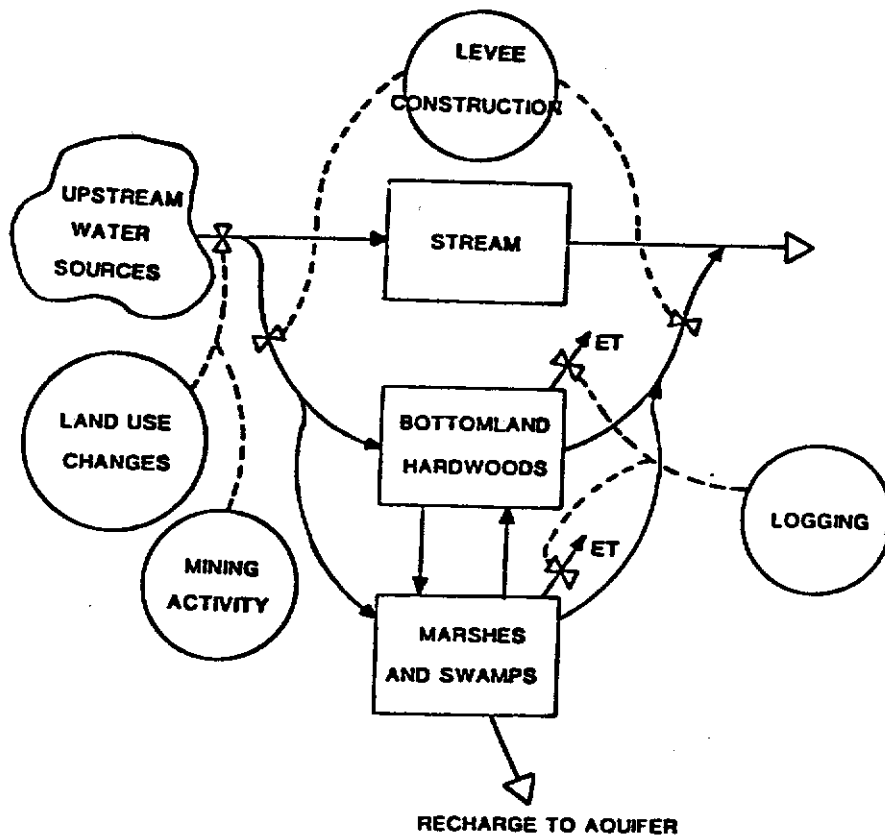 LEVEE
CONSTRUCTION
UPSTREAM
WATER
SOURCES
STREAM
ET
LAND USE
CHANGES
BOTTOMLAND
HARDWOODS
LOGGING
ET
MINING
ACTIVITY
MARSHES
AND SWAMPS
RECHARGE TO AQUIFER